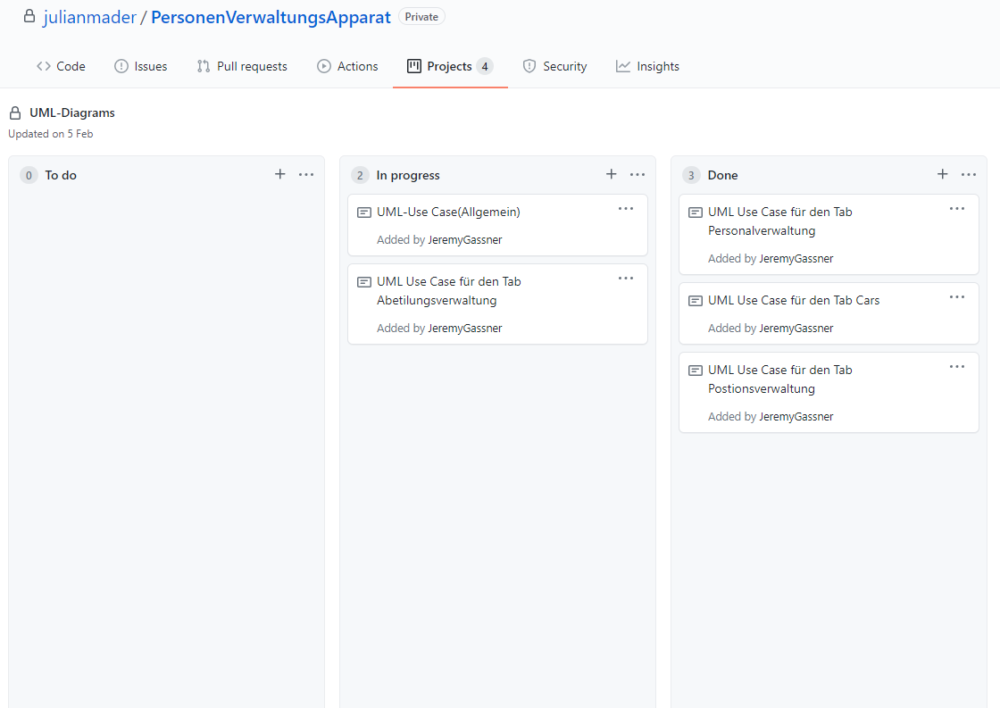 julianmader / PersonenVerwaltungsApparat Private
Code Issues Pull requests Actions Projects 4 Security Insights
UML-Diagrams
Updated on 5 Feb
0 To do
2 In progress
UML-Use Case(Allgemein)
Added by JeremyGassner
UML Use Case für den Tab
Abetilungsverwaltung
Added by JeremyGassner
3 Done
UML Use Case für den Tab
Personalverwaltung
Added by JeremyGassner
UML Use Case für den Tab Cars
Added by JeremyGassner
UML Use Case für den Tab
Postionsverwaltung
Added by JeremyGassner